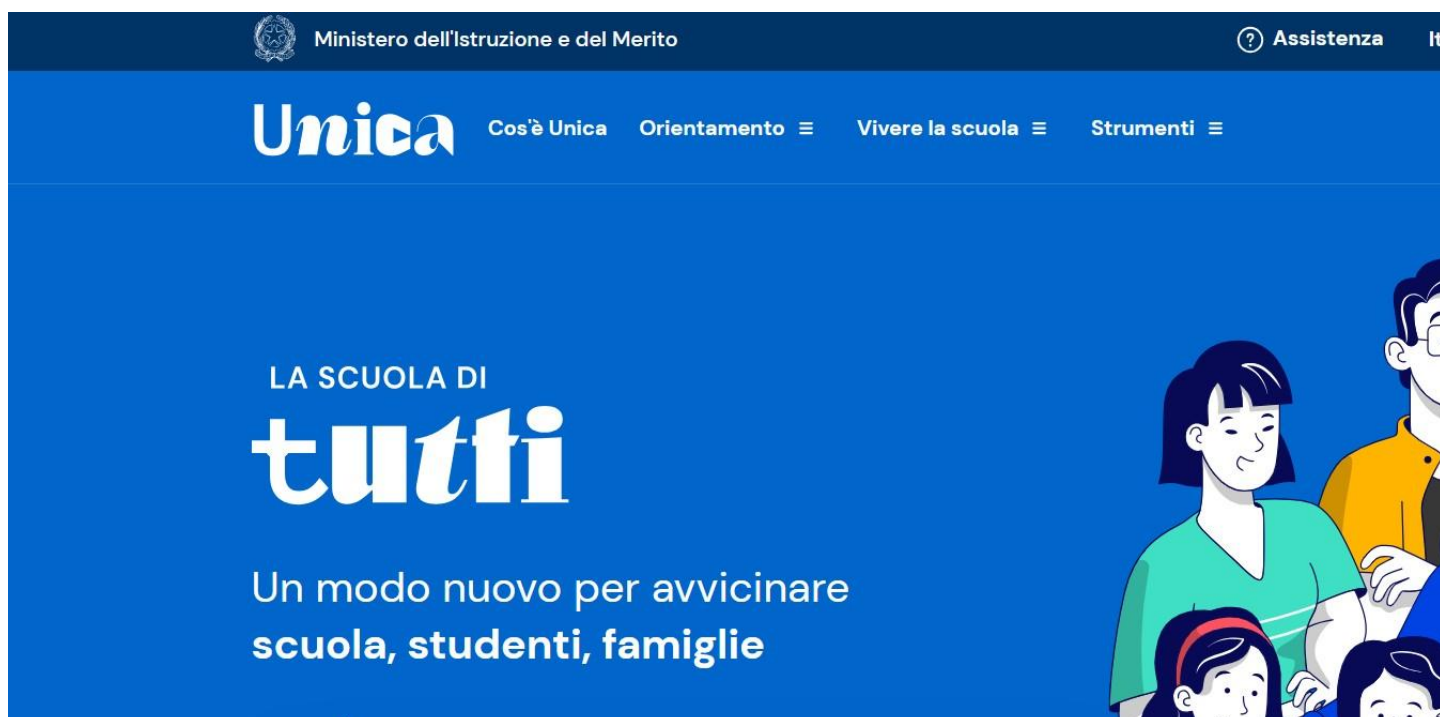 Ministero dell'Istruzione e del Merito
Assistenza
Unica
Cos'è Unica
Orientamento
Vivere la scuola
Strumenti
LA SCUOLA DI
tutti
Un modo nuovo per avvicinare
scuola, studenti, famiglie